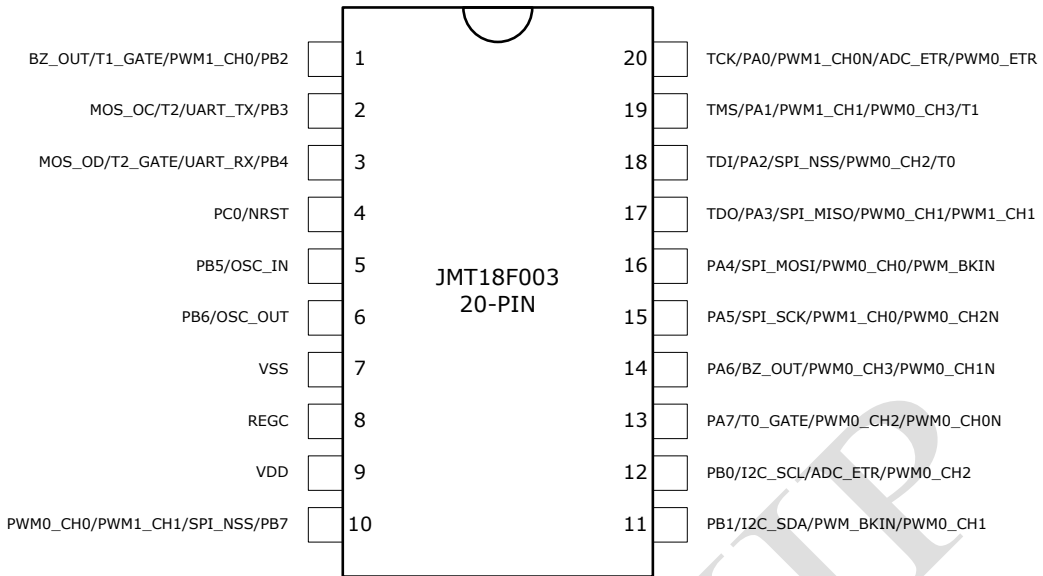 BZ_OUT/T1_GATE/PWM1_CH0/PB2 1
MOS_OC/T2/UART_TX/PB3 2
MOS_OD/T2_GATE/UART_RX/PB4 3
PC0/NRST 4
PB5/OSC_IN 5
PB6/OSC_OUT 6
VSS 7
REGC 8
VDD 9
PWM0_CH0/PWM1_CH1/SPI_NSS/PB7 10
JMT18F003
20-PIN
20 TCK/PA0/PWM1_CH0N/ADC_ETR/PWM0_ETR
19 TMS/PA1/PWM1_CH1/PWM0_CH3/T1
18 TDI/PA2/SPI_NSS/PWM0_CH2/T0
17 TDO/PA3/SPI_MISO/PWM0_CH1/PWM1_CH1
16 PA4/SPI_MOSI/PWM0_CH0/PWM_BKIN
15 PA5/SPI_SCK/PWM1_CH0/PWM0_CH2N
14 PA6/BZ_OUT/PWM0_CH3/PWM0_CH1N
13 PA7/T0_GATE/PWM0_CH2/PWM0_CH0N
12 PB0/I2C_SCL/ADC_ETR/PWM0_CH2
11 PB1/I2C_SDA/PWM_BKIN/PWM0_CH1